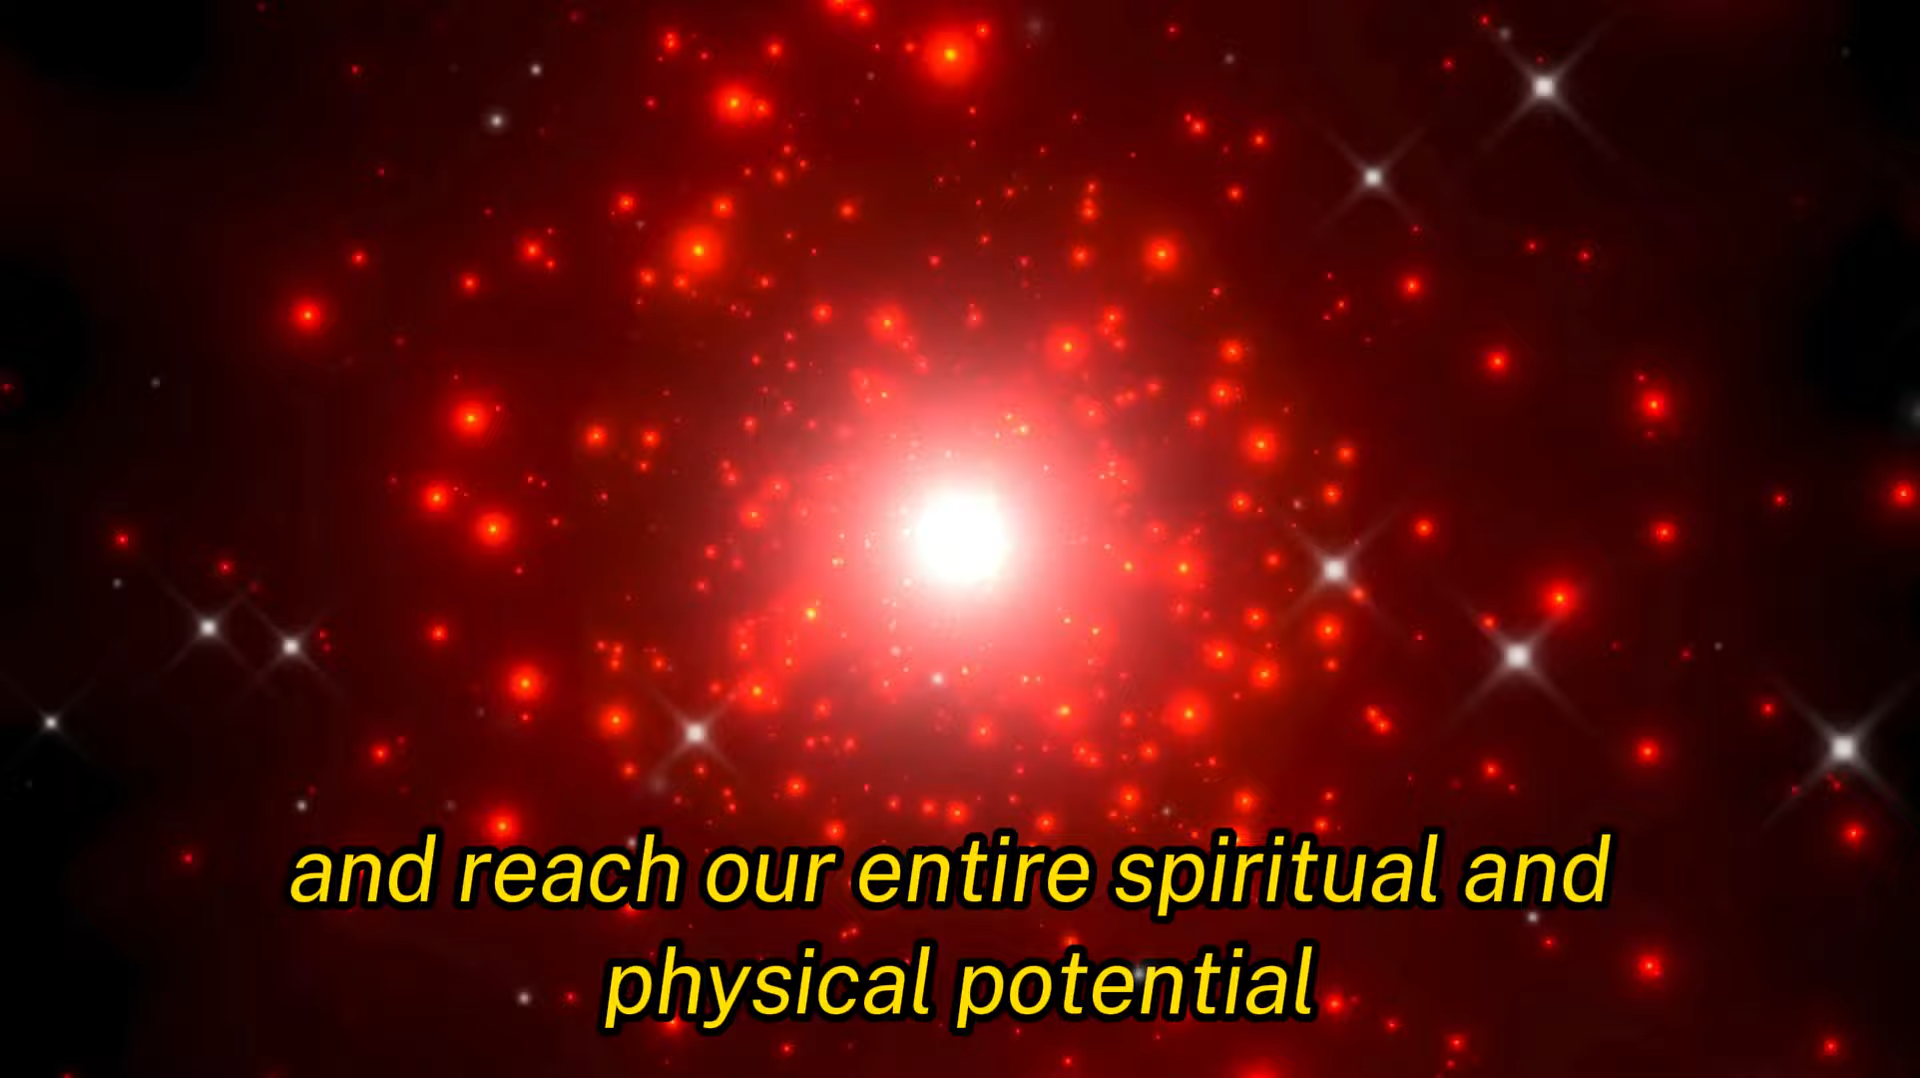 and reach our entire spiritual and
physical potential